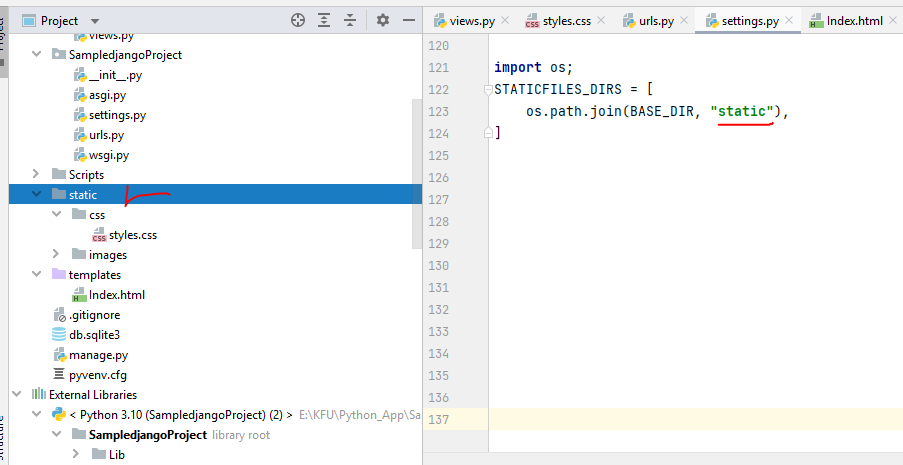 Project
Project
views.py
styles.css
urls.py
settings.py
Index.html
views.py
SampledjangoProject
__init__.py
asgi.py
settings.py
urls.py
wsgi.py
Scripts
static
css
CSS
styles.css
images
templates
H
Index.html
.gitignore
db.sqlite3
manage.py
pyvenv.cfg
External Libraries
< Python 3.10 (SampledjangoProject) (2) > E:\KFU\Python_App\Sa
SampledjangoProject library root
Lib
Structure
120
121 import os;
122 STATICFILES_DIRS = [
123 os.path.join(BASE_DIR, "static"),
124 ]
125
126
127
128
129
130
131
132
133
134
135
136
137